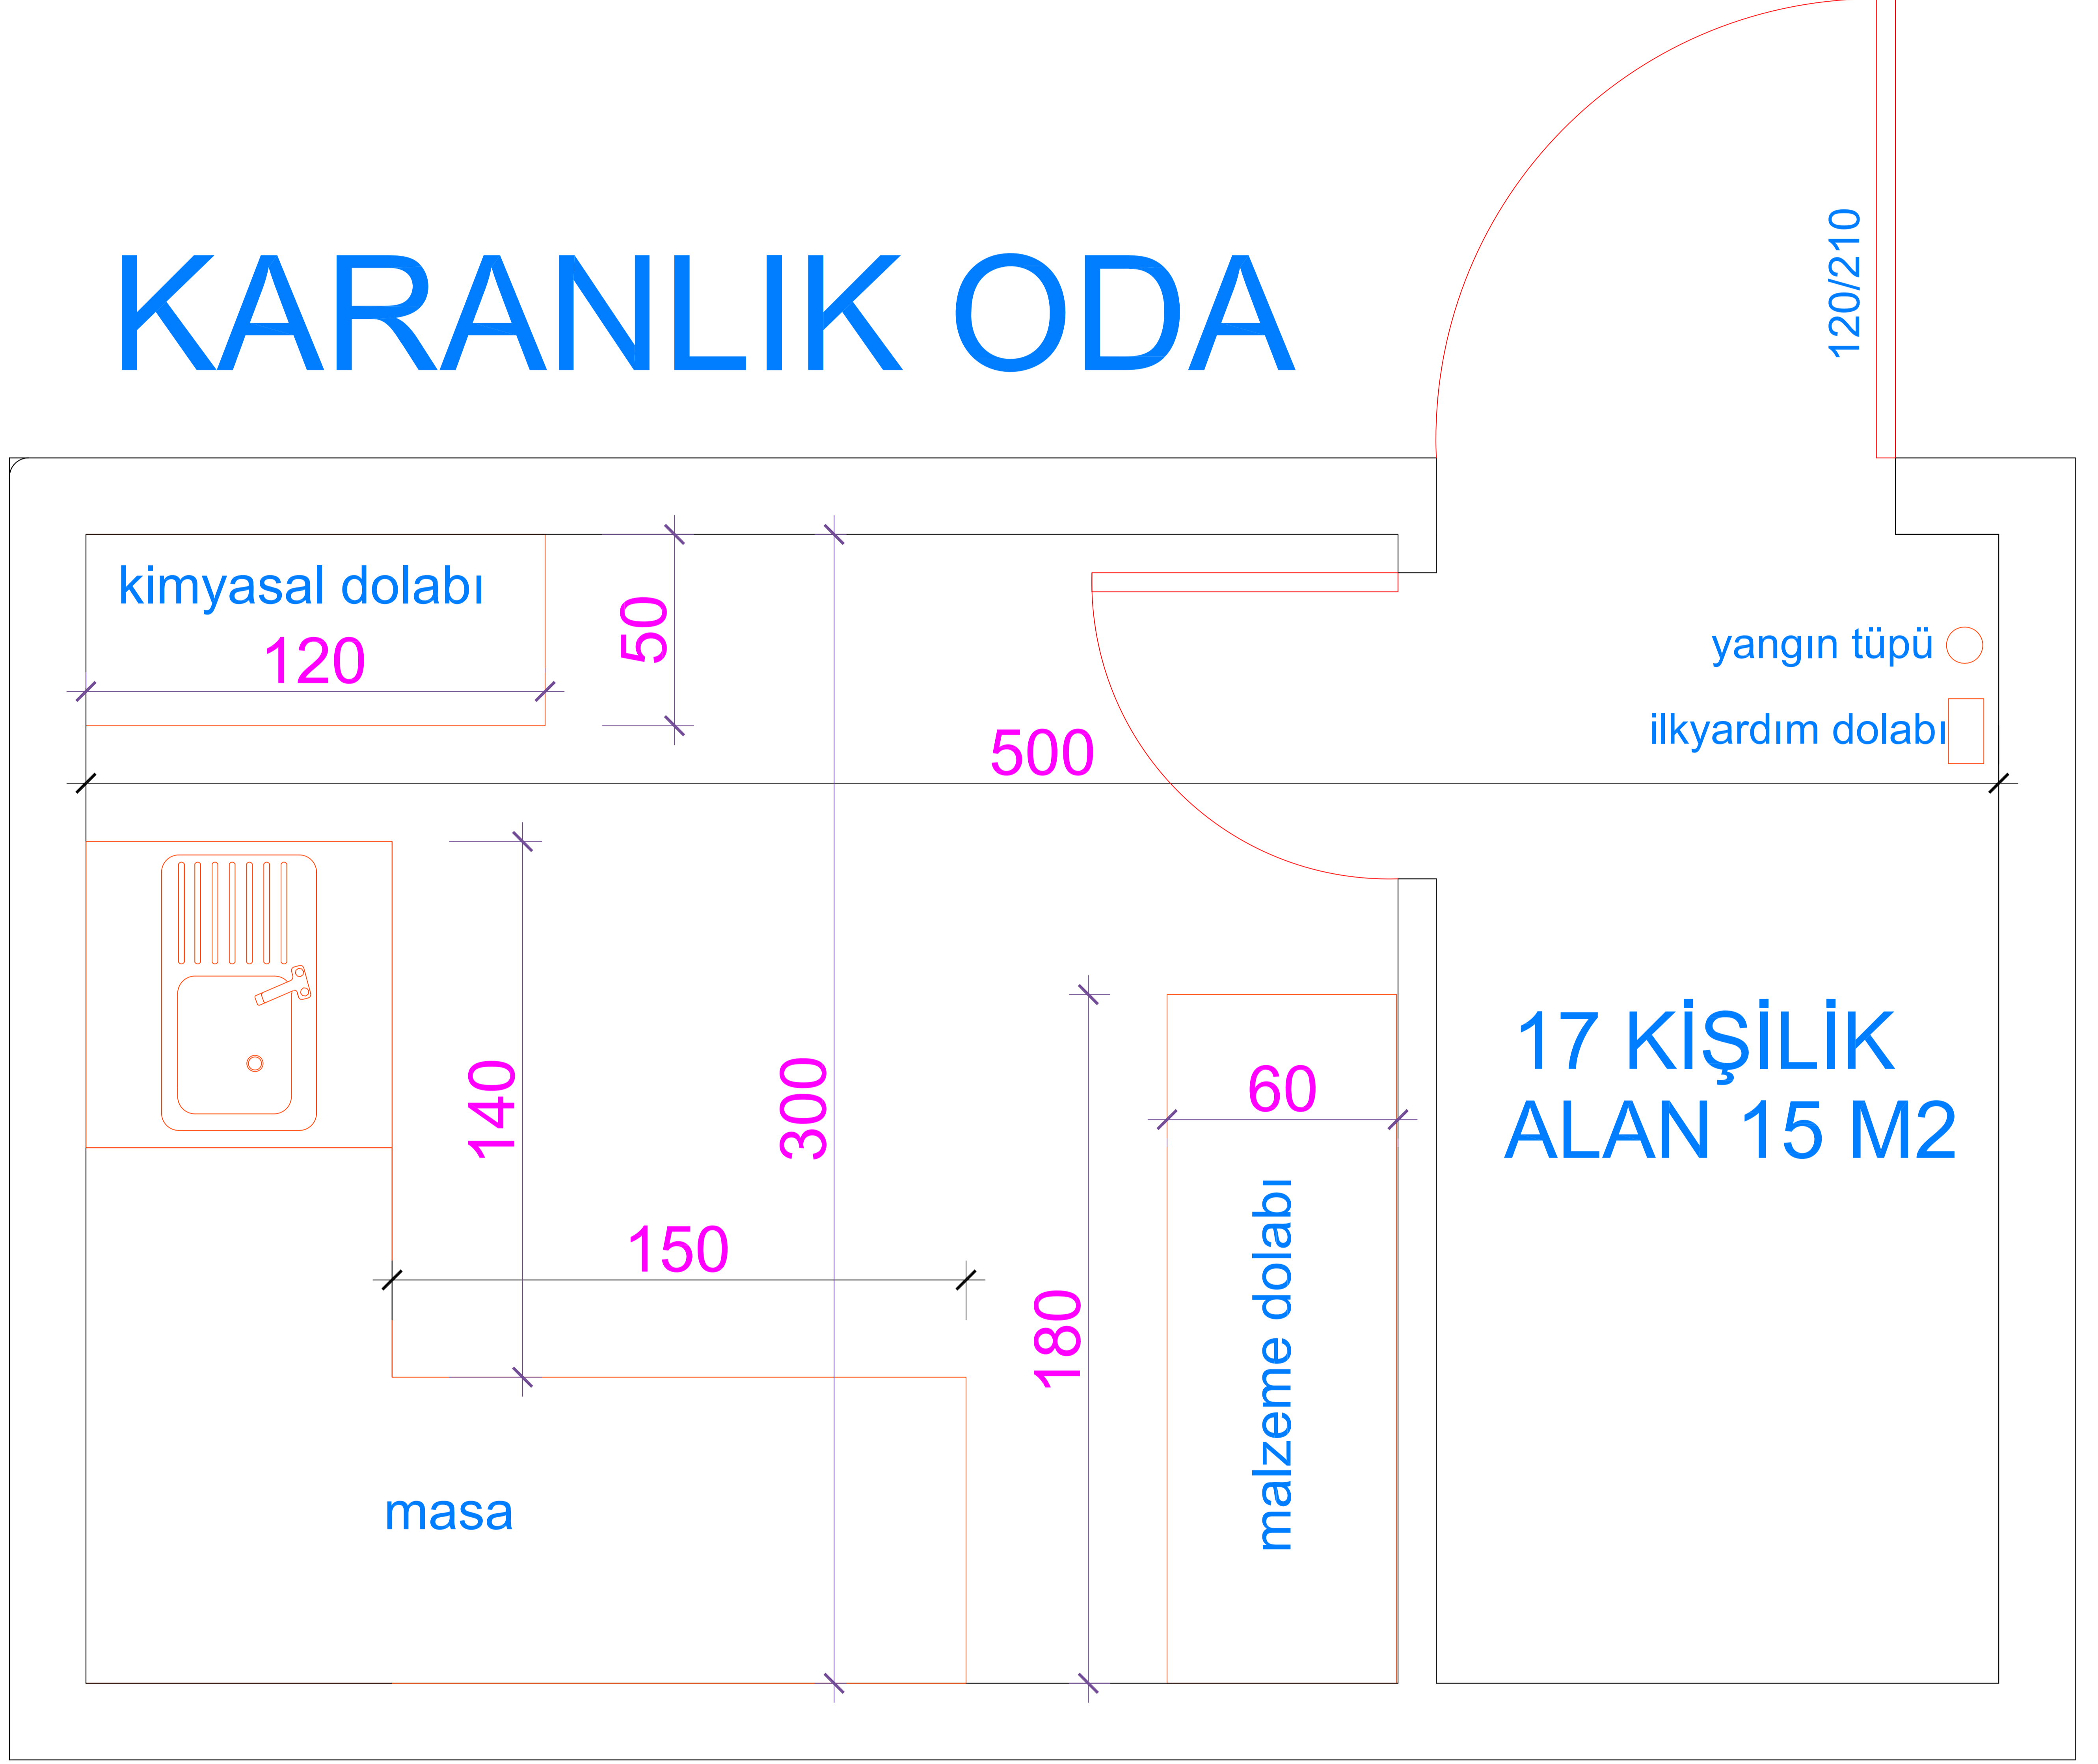 120//210
KARANLIK ODA
kimyasal dolabı
120
50
yangın tüpü
ilkyardım dolabı
500
140
300
150
180
60
malzeme dolabı
17 KİŞİLİK
ALAN 15 M2
masa